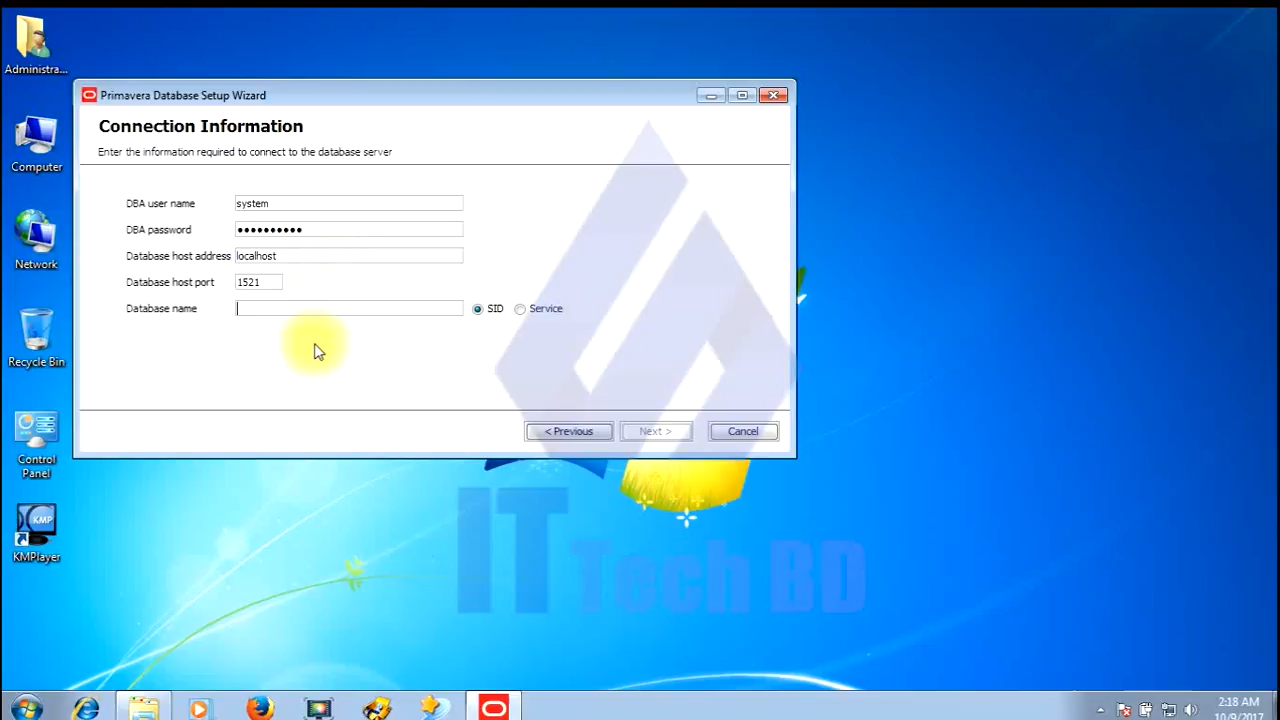 Administra...
Computer
Network
Recycle Bin
Control
Panel
KMP
KMPlayer
Primavera Database Setup Wizard
Connection Information
Enter the information required to connect to the database server
DBA user name system
DBA password ●●●●●●●●●●
Database host address localhost
Database host port 1521
Database name SID Service
< Previous Next > Cancel
IT Tech BD
2:18 AM
10/9/2017